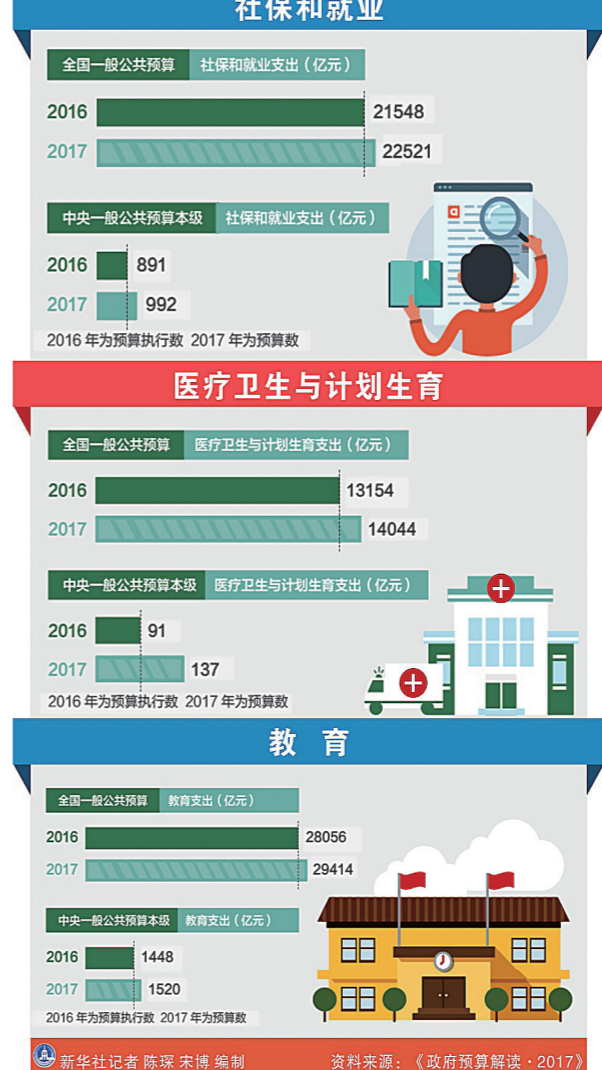 社保和就业
全国一般公共预算 社保和就业支出（亿元）
2016 21548
2017 22521
中央一般公共预算本级 社保和就业支出（亿元）
2016 891
2017 992
2016 年为预算执行数 2017 年为预算数
医疗卫生与计划生育
全国一般公共预算 医疗卫生与计划生育支出（亿元）
2016 13154
2017 14044
中央一般公共预算本级 医疗卫生与计划生育支出（亿元）
2016 91
2017 137
2016 年为预算执行数 2017 年为预算数
教 育
全国一般公共预算 教育支出（亿元）
2016 28056
2017 29414
中央一般公共预算本级 教育支出（亿元）
2016 1448
2017 1520
2016 年为预算执行数 2017 年为预算数
新华社记者 陈琛 宋博 编制 资料来源：《政府预算解读·2017》